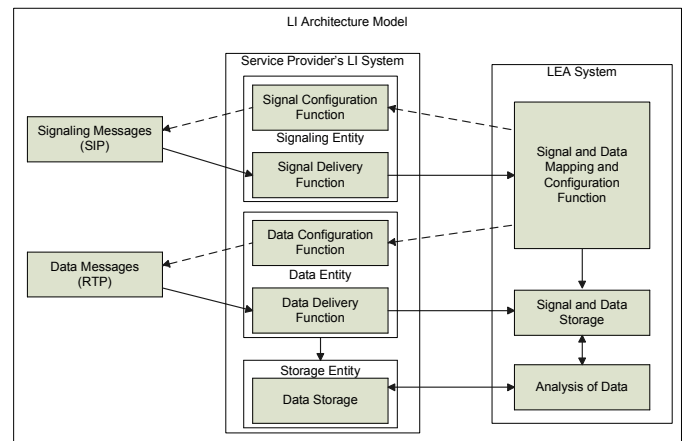 LI Architecture Model
Service Provider's LI System
LEA System
Signal Configuration
Function
Signaling Messages
(SIP)
Signaling Entity
Signal Delivery
Function
Signal and Data
Mapping and
Configuration
Function
Data Configuration
Function
Data Messages
(RTP)
Data Entity
Data Delivery
Function
Signal and Data
Storage
Storage Entity
Data Storage
Analysis of Data